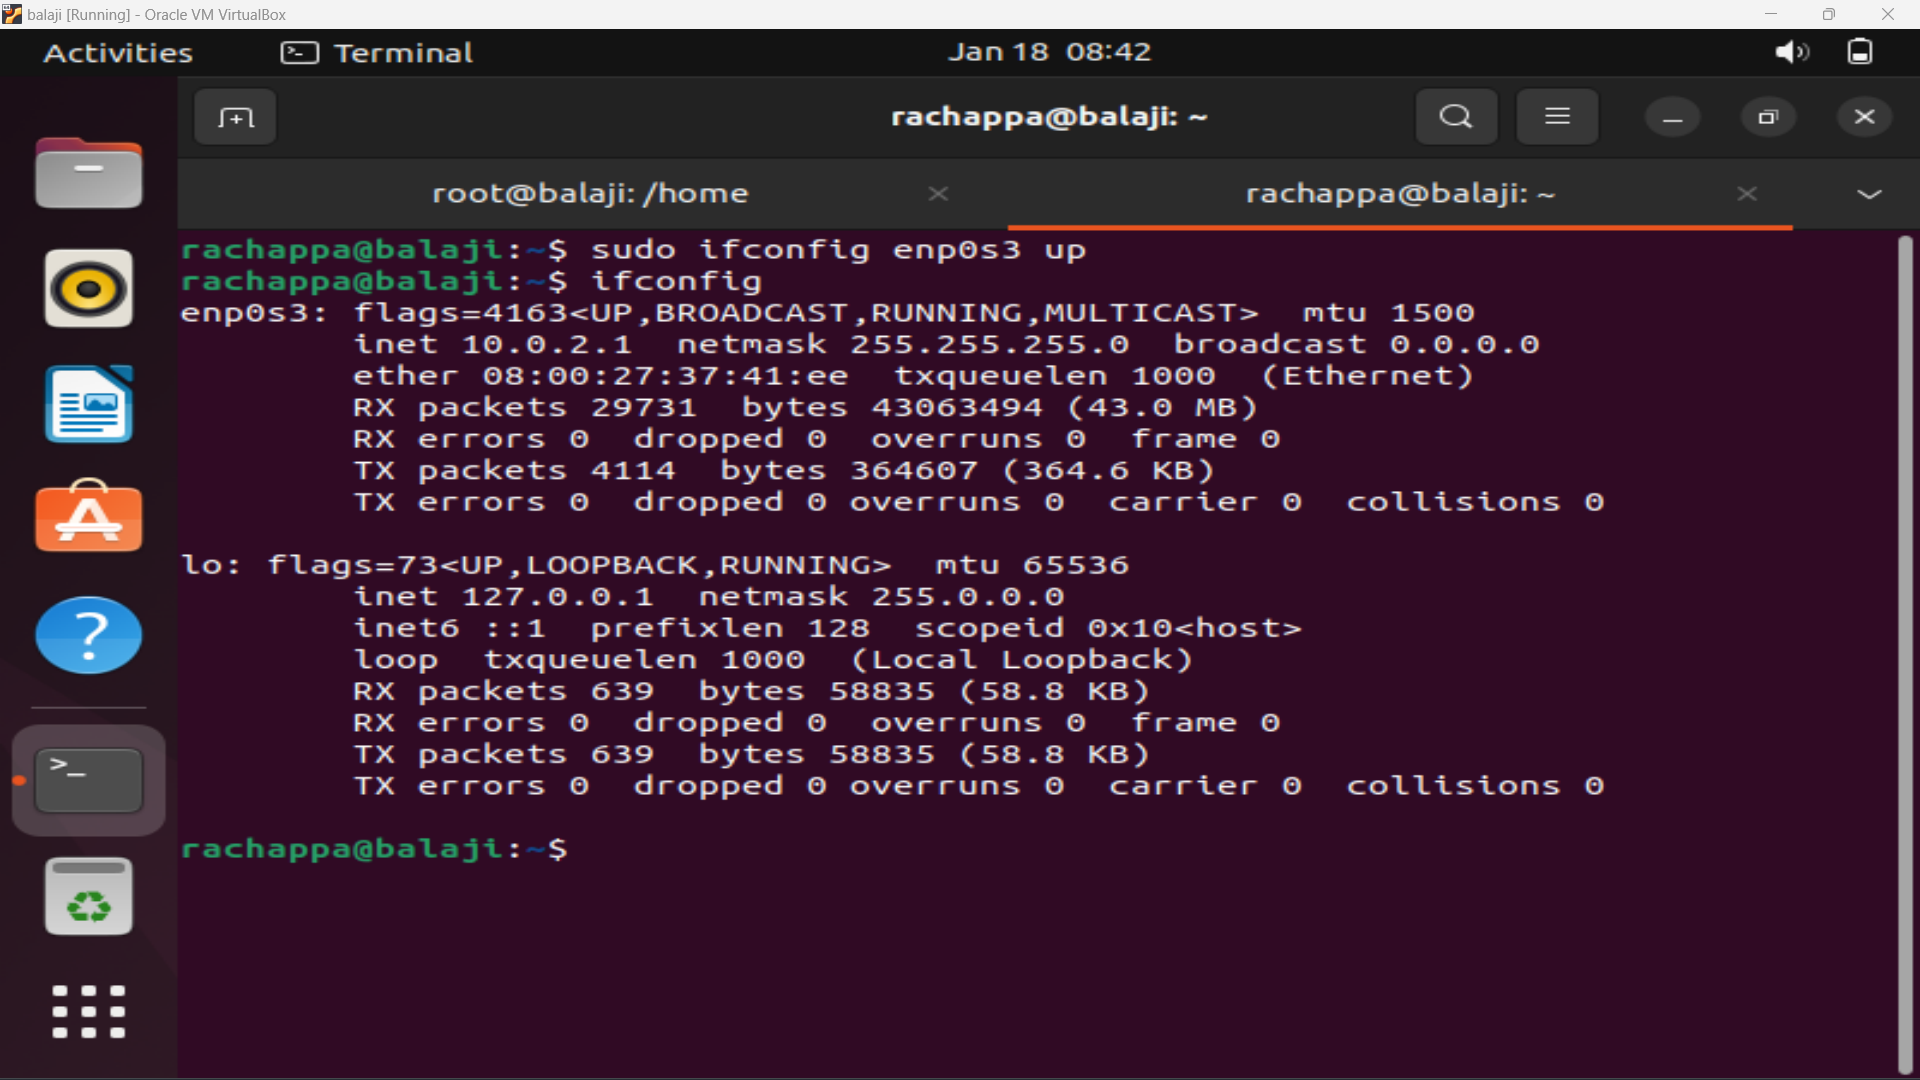 balaji [Running] - Oracle VM VirtualBox
Activities
Terminal
Jan 18 08:42
rachappa@balaji: ~
root@balaji: /home
rachappa@balaji: ~
rachappa@balaji:~$ sudo ifconfig enp0s3 up
rachappa@balaji:~$ ifconfig
enp0s3: flags=4163<UP,BROADCAST,RUNNING,MULTICAST>  mtu 1500
        inet 10.0.2.1  netmask 255.255.255.0  broadcast 0.0.0.0
        ether 08:00:27:37:41:ee  txqueuelen 1000  (Ethernet)
        RX packets 29731  bytes 43063494 (43.0 MB)
        RX errors 0  dropped 0  overruns 0  frame 0
        TX packets 4114  bytes 364607 (364.6 KB)
        TX errors 0  dropped 0 overruns 0  carrier 0  collisions 0
lo: flags=73<UP,LOOPBACK,RUNNING>  mtu 65536
        inet 127.0.0.1  netmask 255.0.0.0
        inet6 ::1  prefixlen 128  scopeid 0x10<host>
        loop  txqueuelen 1000  (Local Loopback)
        RX packets 639  bytes 58835 (58.8 KB)
        RX errors 0  dropped 0  overruns 0  frame 0
        TX packets 639  bytes 58835 (58.8 KB)
        TX errors 0  dropped 0 overruns 0  carrier 0  collisions 0
rachappa@balaji:~$